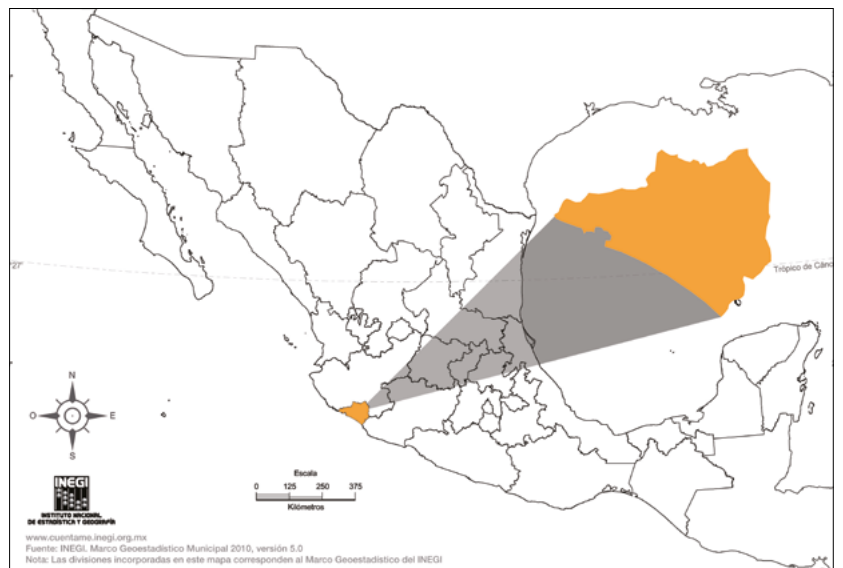 27°
Trópico de Cánc
N
O
E
S
Escala
0 125 250 375
Kilómetros
INEGI
INSTITUTO NACIONAL
DE ESTADÍSTICA Y GEOGRAFÍA
www.cuentame.inegi.org.mx
Fuente: INEGI. Marco Geoestadístico Municipal 2010, versión 5.0
Nota: Las divisiones incorporadas en este mapa corresponden al Marco Geoestadístico del INEGI